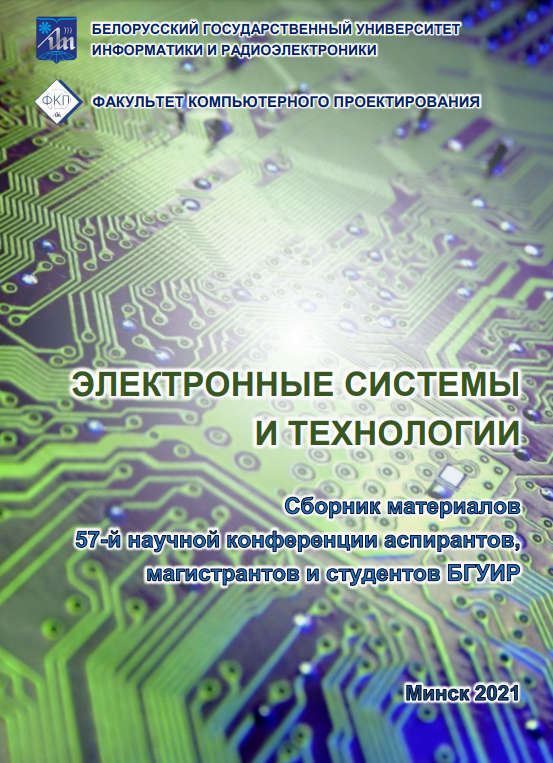 БЕЛОРУССКИЙ ГОСУДАРСТВЕННЫЙ УНИВЕРСИТЕТ
ИНФОРМАТИКИ И РАДИОЭЛЕКТРОНИКИ
ФКП
ФАКУЛЬТЕТ КОМПЬЮТЕРНОГО ПРОЕКТИРОВАНИЯ
ЭЛЕКТРОННЫЕ СИСТЕМЫ
И ТЕХНОЛОГИИ
Сборник материалов
57-й научной конференции аспирантов,
магистрантов и студентов БГУИР
Минск 2021